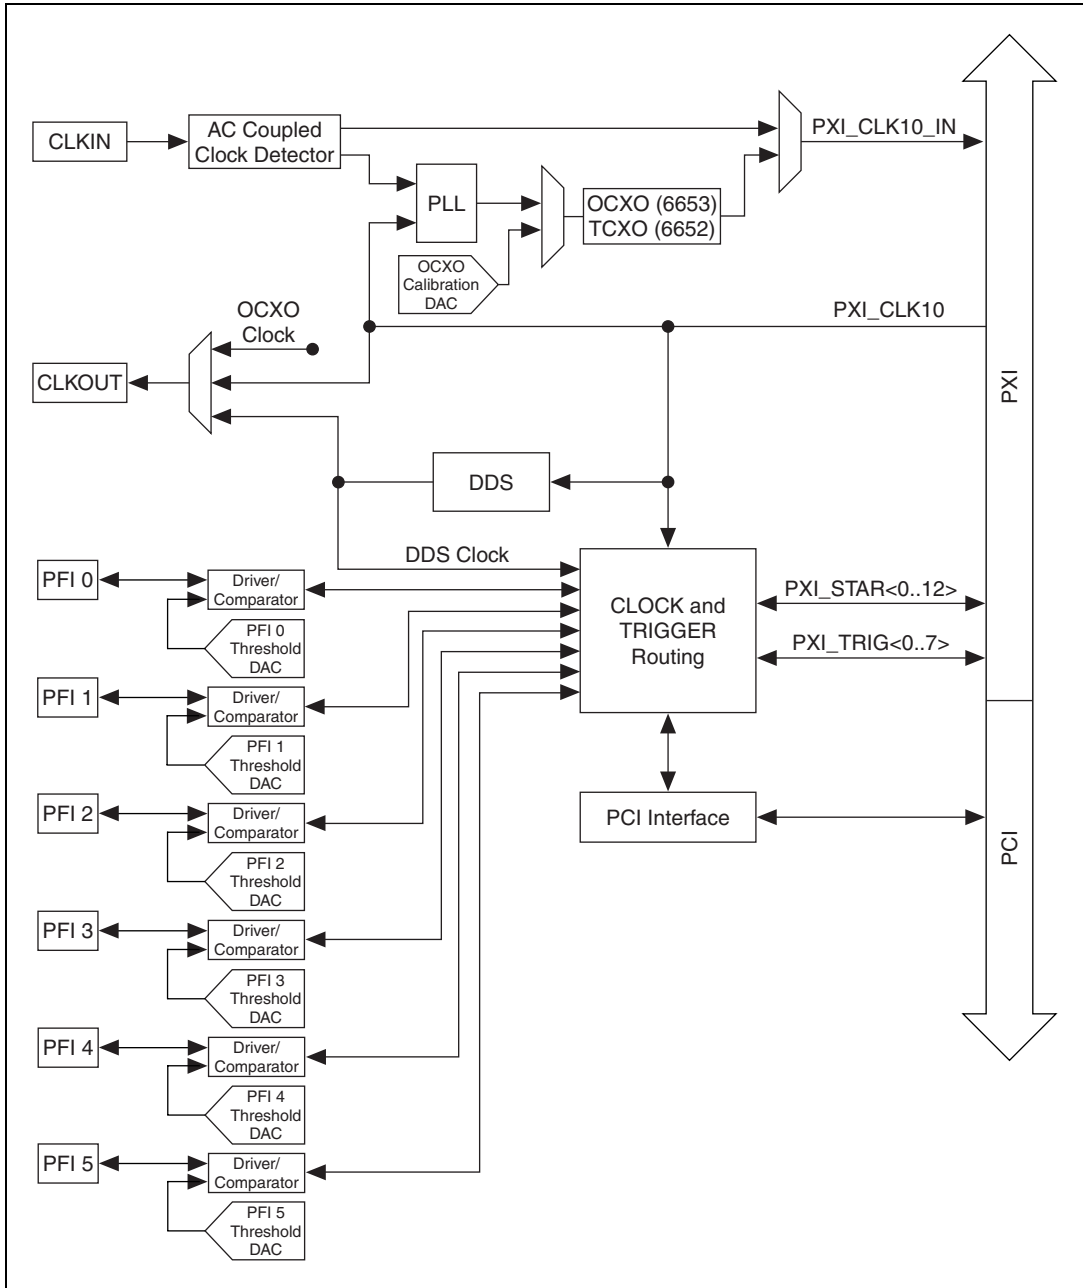 CLKIN
AC Coupled
Clock Detector
PLL
OCXO (6653)
TCXO (6652)
PXI_CLK10_IN
OCXO
Calibration
DAC
OCXO
Clock
PXI_CLK10
CLKOUT
PXI
DDS
DDS Clock
CLOCK and
TRIGGER
Routing
PXI_STAR<0..12>
PXI_TRIG<0..7>
PCI Interface
PCI
PFI 0
Driver/
Comparator
PFI 0
Threshold
DAC
PFI 1
Driver/
Comparator
PFI 1
Threshold
DAC
PFI 2
Driver/
Comparator
PFI 2
Threshold
DAC
PFI 3
Driver/
Comparator
PFI 3
Threshold
DAC
PFI 4
Driver/
Comparator
PFI 4
Threshold
DAC
PFI 5
Driver/
Comparator
PFI 5
Threshold
DAC